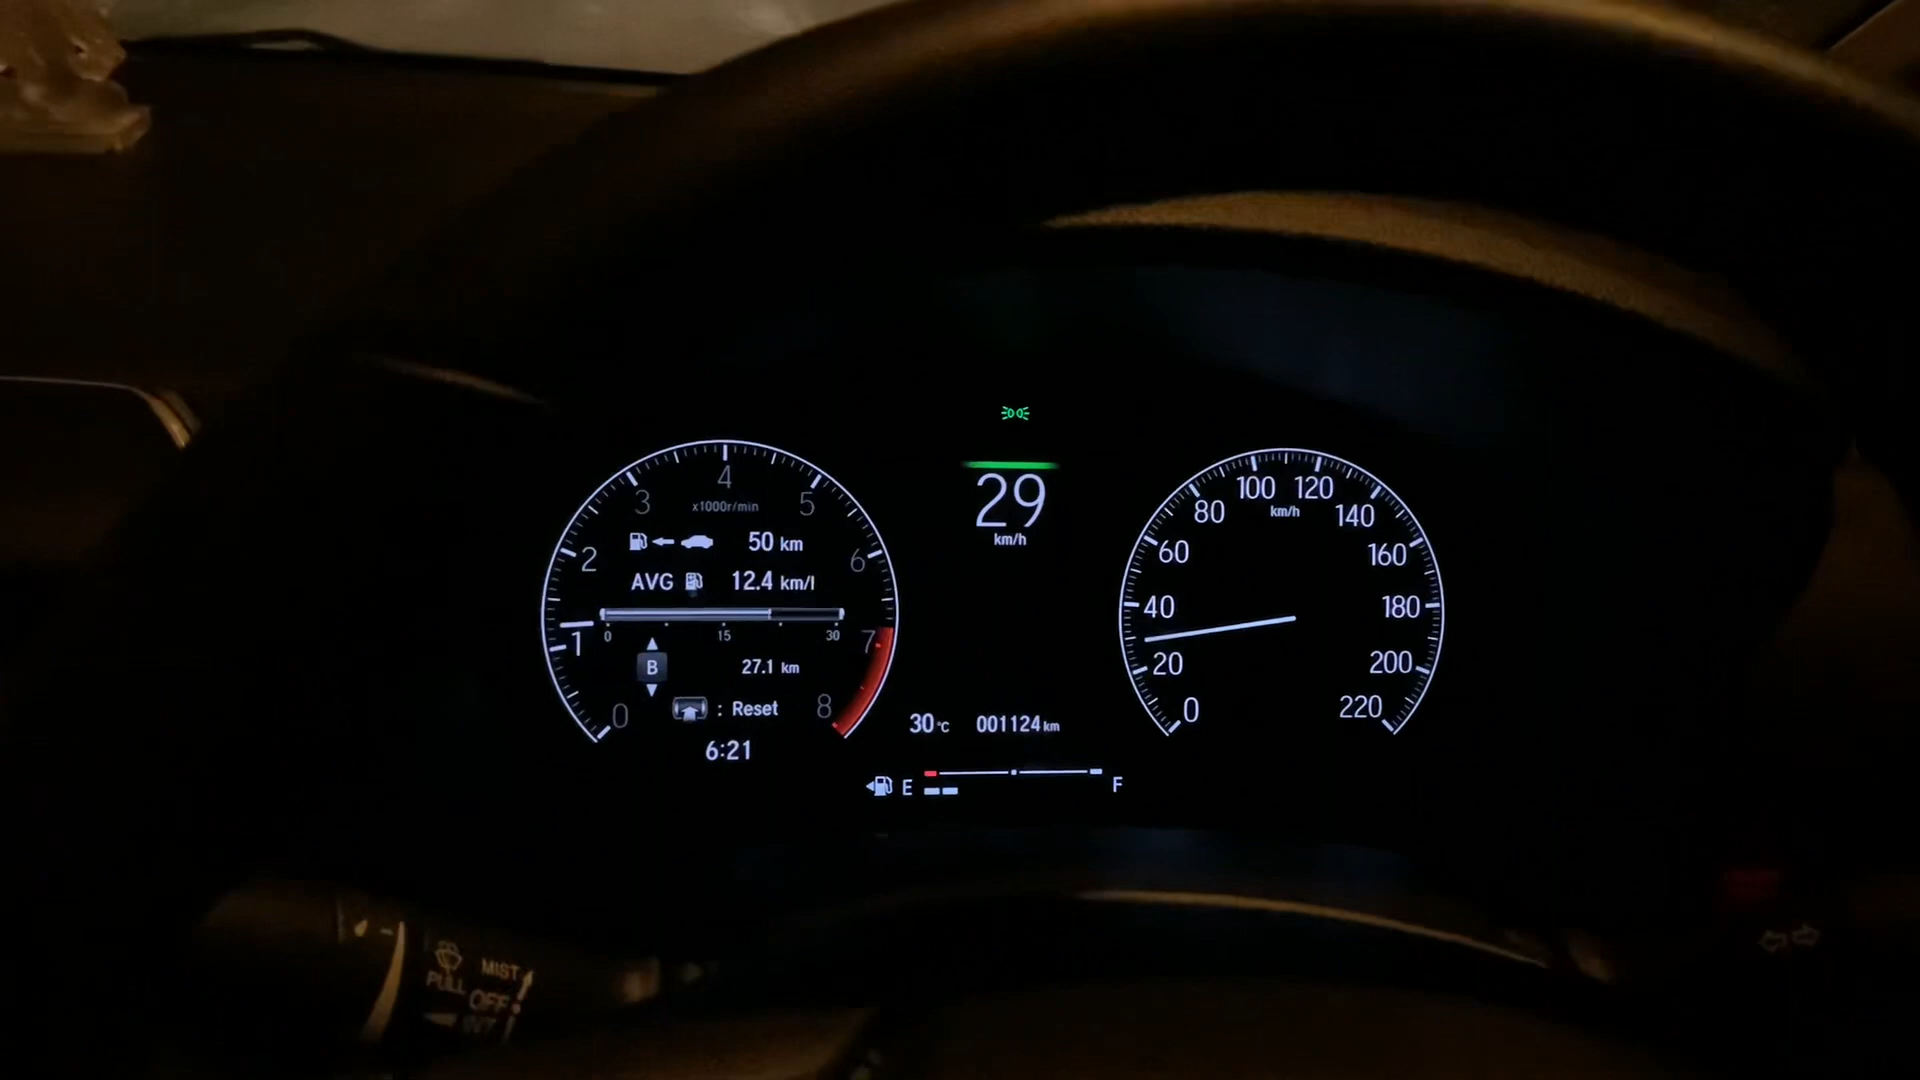 4
3
5
x1000r/min
2
50 km
6
AVG 12.4 km/l
1
0 15 30
7
B 27.1 km
: Reset
0
8
6:21
29
km/h
30°C 001124 km
E F
100 120
80 km/h 140
60 160
40 180
20 200
0 220
MIST
PULL OFF
INT